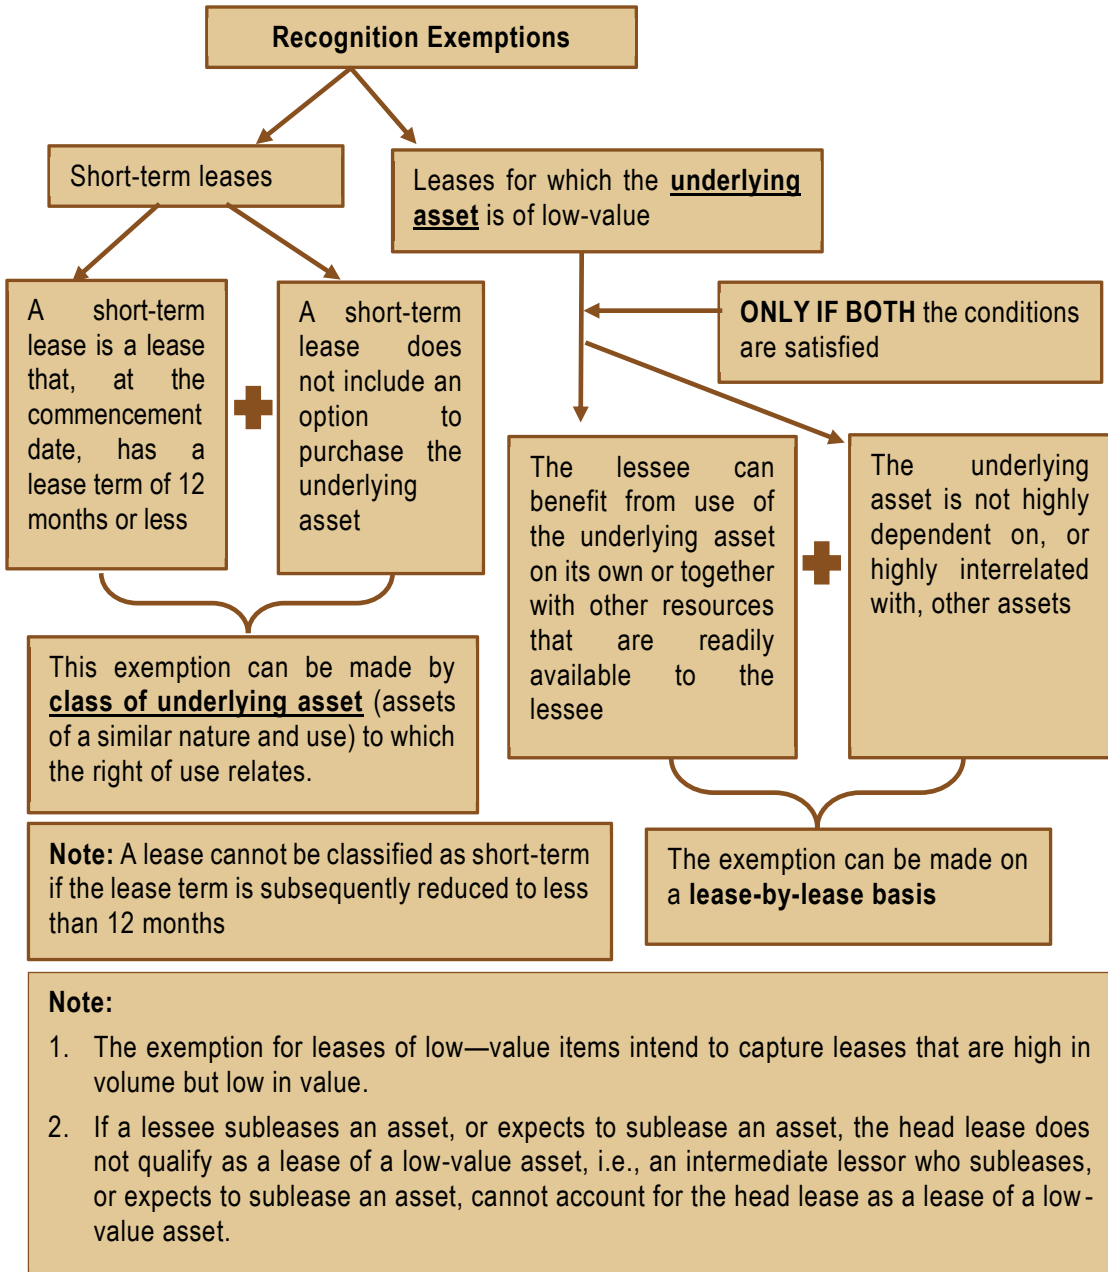 Recognition Exemptions
Short-term leases
Leases for which the underlying
asset is of low-value
A short-term
lease is a lease
that, at the
commencement
date, has a
lease term of 12
months or less
A short-term
lease does
not include an
option to
purchase the
underlying
asset
ONLY IF BOTH the conditions
are satisfied
The lessee can
benefit from use of
the underlying asset
on its own or together
with other resources
that are readily
available to the
lessee
The underlying
asset is not highly
dependent on, or
highly interrelated
with, other assets
This exemption can be made by
class of underlying asset (assets
of a similar nature and use) to which
the right of use relates.
Note: A lease cannot be classified as short-term
if the lease term is subsequently reduced to less
than 12 months
The exemption can be made on
a lease-by-lease basis
Note:
1. The exemption for leases of low—value items intend to capture leases that are high in
volume but low in value.
2. If a lessee subleases an asset, or expects to sublease an asset, the head lease does
not qualify as a lease of a low-value asset, i.e., an intermediate lessor who subleases,
or expects to sublease an asset, cannot account for the head lease as a lease of a low-
value asset.